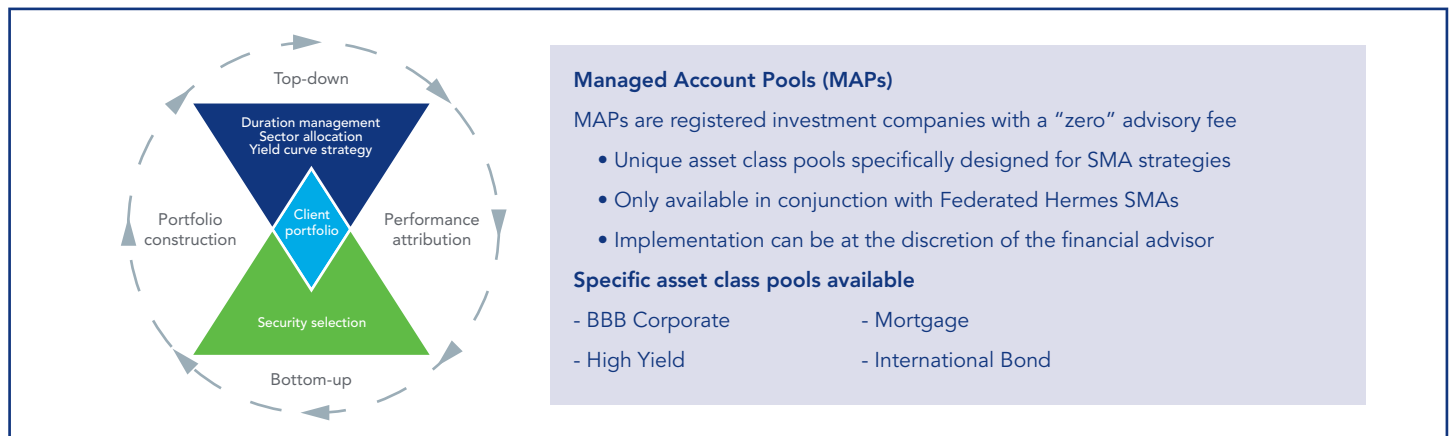 Top-down
Duration management
Sector allocation
Yield curve strategy
Client
portfolio
Portfolio
construction
Performance
attribution
Security selection
Bottom-up
Managed Account Pools (MAPs)
MAPs are registered investment companies with a “zero” advisory fee
• Unique asset class pools specifically designed for SMA strategies
• Only available in conjunction with Federated Hermes SMAs
• Implementation can be at the discretion of the financial advisor
Specific asset class pools available
- BBB Corporate
- Mortgage
- High Yield
- International Bond